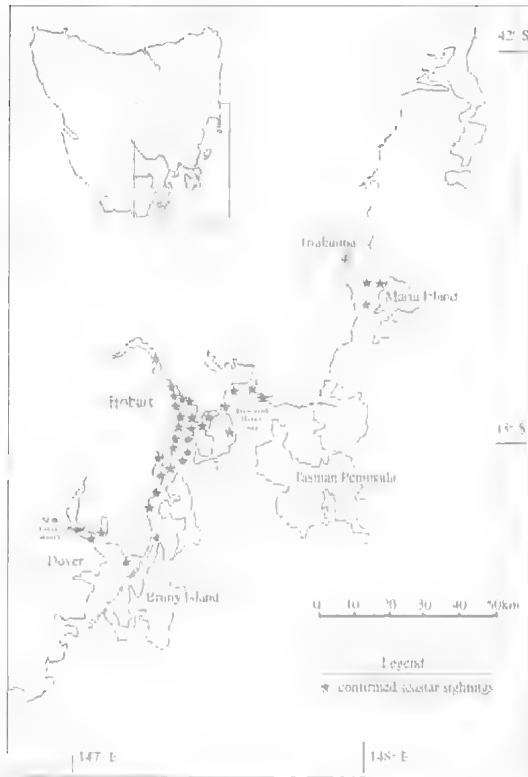 42° S
Triabunna
Maria Island
Hobart
43° S
Tasman Peninsula
Dover
Bruny Island
0 10 20 30 40 50km
Legend
★ confirmed seastar sightings
147° E
148° E